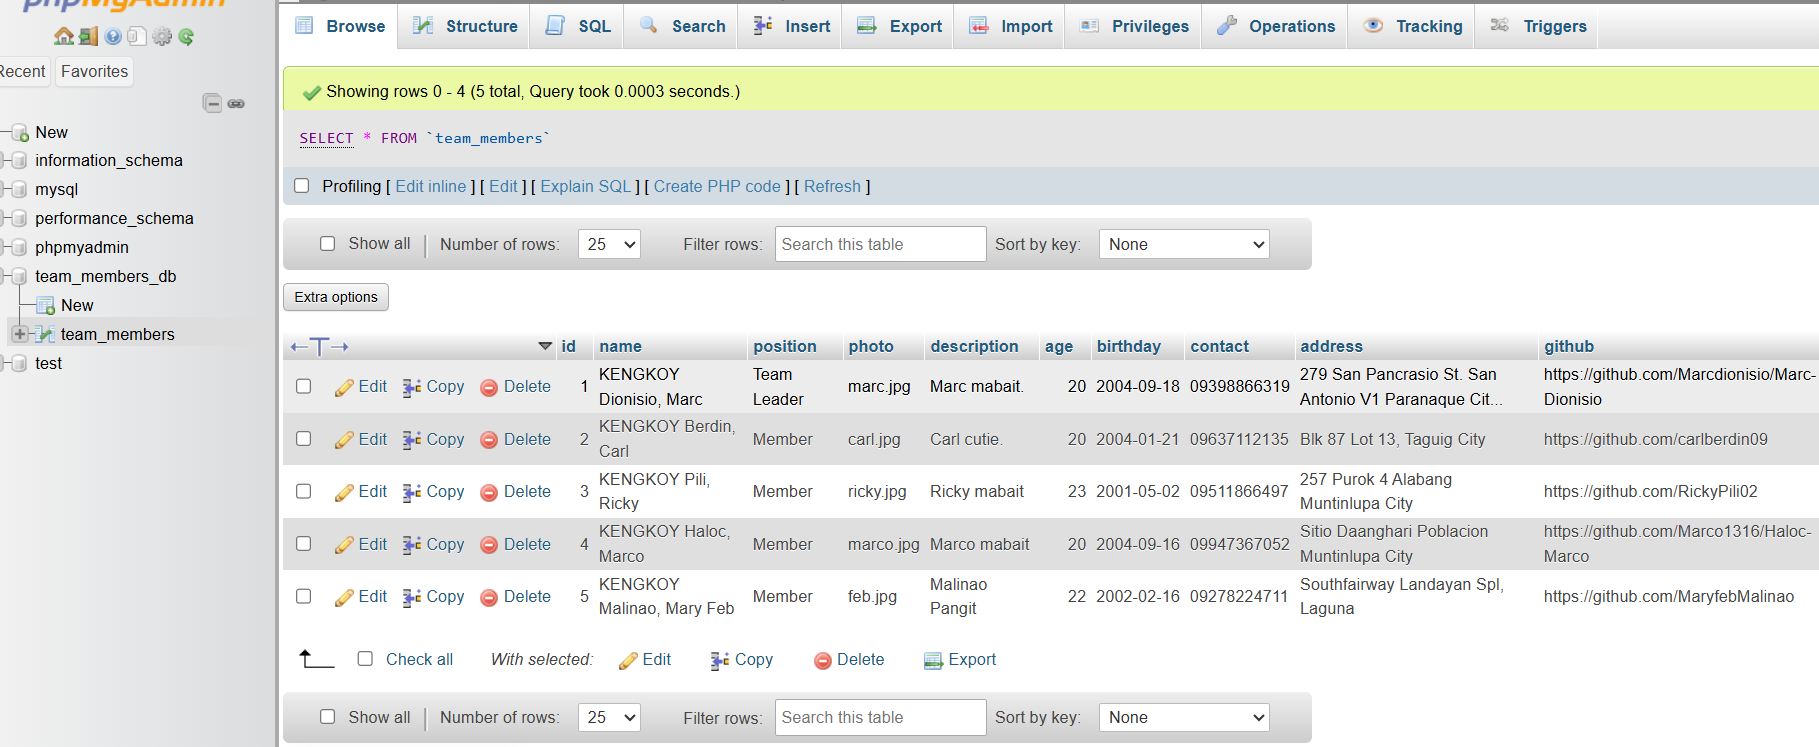 phpMyAdmin
Browse Structure SQL Search Insert Export Import Privileges Operations Tracking Triggers
Recent Favorites
New
information_schema
mysql
performance_schema
phpmyadmin
team_members_db
New
team_members
test
Showing rows 0 - 4 (5 total, Query took 0.0003 seconds.)
SELECT * FROM `team_members`
Profiling [ Edit inline ] [ Edit ] [ Explain SQL ] [ Create PHP code ] [ Refresh ]
Show all | Number of rows: 25 Filter rows: Search this table Sort by key: None
Extra options
id name position photo description age birthday contact address github
Edit Copy Delete 1 KENGKOY Dionisio, Marc Team Leader marc.jpg Marc mabait. 20 2004-09-18 09398866319 279 San Pancrasio St. San Antonio V1 Paranaque Cit... https://github.com/Marcdionisio/Marc-Dionisio
Edit Copy Delete 2 KENGKOY Berdin, Carl Member carl.jpg Carl cutie. 20 2004-01-21 09637112135 Blk 87 Lot 13, Taguig City https://github.com/carlberdin09
Edit Copy Delete 3 KENGKOY Pili, Ricky Member ricky.jpg Ricky mabait 23 2001-05-02 09511866497 257 Purok 4 Alabang Muntinlupa City https://github.com/RickyPili02
Edit Copy Delete 4 KENGKOY Haloc, Marco Member marco.jpg Marco mabait 20 2004-09-16 09947367052 Sitio Daanghari Poblacion Muntinlupa City https://github.com/Marco1316/Haloc-Marco
Edit Copy Delete 5 KENGKOY Malinao, Mary Feb Member feb.jpg Malinao Pangit 22 2002-02-16 09278224711 Southfairway Landayan Spl, Laguna https://github.com/MaryfebMalinao
Check all With selected: Edit Copy Delete Export
Show all | Number of rows: 25 Filter rows: Search this table Sort by key: None